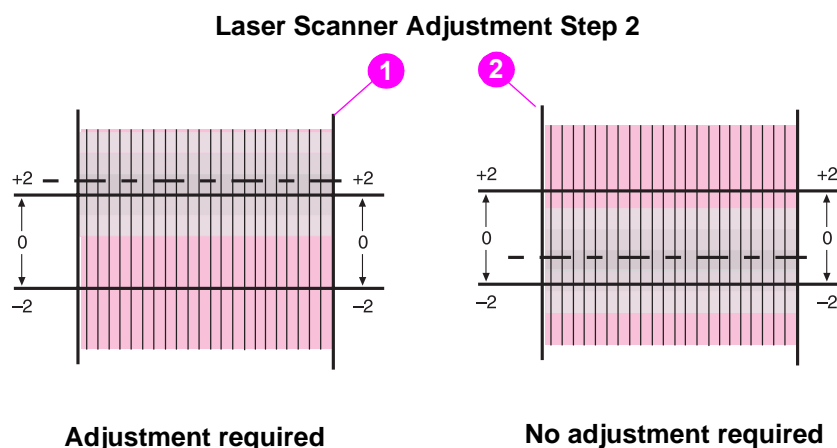 Laser Scanner Adjustment Step 2
1
2
+2 +2 +2 +2
0 0 0 0
–2 –2 –2 –2
Adjustment required No adjustment required